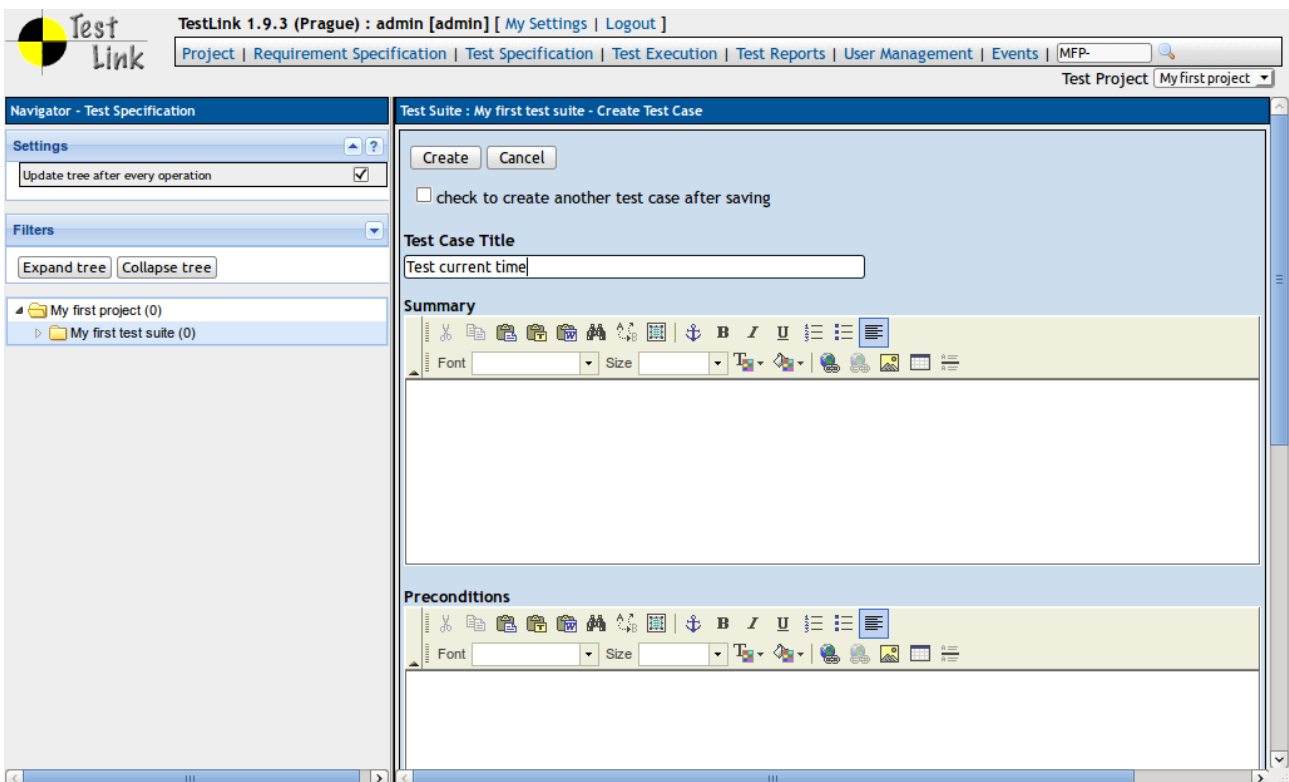 Test
Link
TestLink 1.9.3 (Prague) : admin [admin] [ My Settings | Logout ]
Project | Requirement Specification | Test Specification | Test Execution | Test Reports | User Management | Events | MFP-
Test Project My first project
Navigator - Test Specification
Settings ?
Update tree after every operation
Filters
Expand tree Collapse tree
My first project (0)
My first test suite (0)
Test Suite : My first test suite - Create Test Case
Create Cancel
check to create another test case after saving
Test Case Title
Test current time
Summary
B I U
Font Size
Preconditions
B I U
Font Size